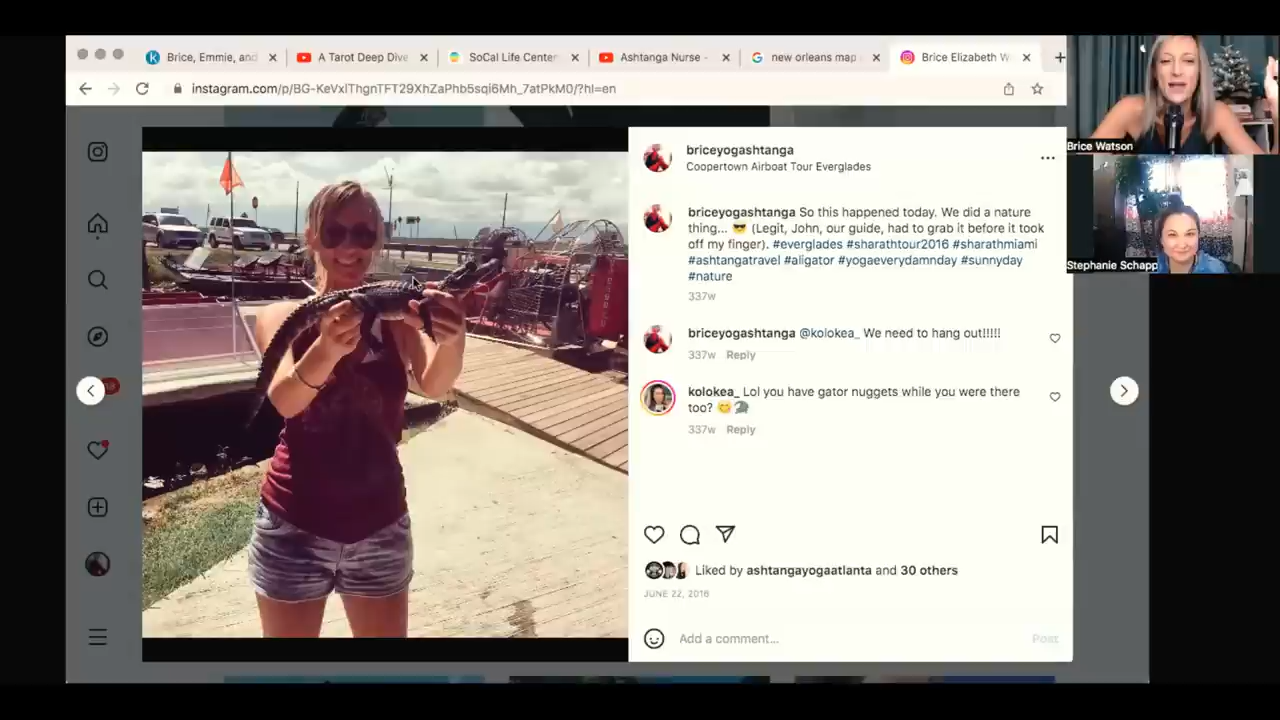 Brice, Emmie, and
A Tarot Deep Dive
SoCal Life Center
Ashtanga Nurse -
new orleans map
Brice Elizabeth W
instagram.com/p/BG-KeVxlThgnTFT29XhZaPhb5sqi6Mh_7atPkM0/?hl=en
Brice Watson
Stephanie Schapp
briceyogashtanga
Coopertown Airboat Tour Everglades
briceyogashtanga So this happened today. We did a nature
thing... 😎 (Legit, John, our guide, had to grab it before it took
off my finger). #everglades #sharathtour2016 #sharathmiami
#ashtangatravel #aligator #yogaeverydamnday #sunnyday
#nature
337w
briceyogashtanga @kolokea_ We need to hang out!!!!!
337w Reply
kolokea_ Lol you have gator nuggets while you were there
too? 😋🐊
337w Reply
Liked by ashtangayogaatlanta and 30 others
JUNE 22, 2016
Add a comment...
Post